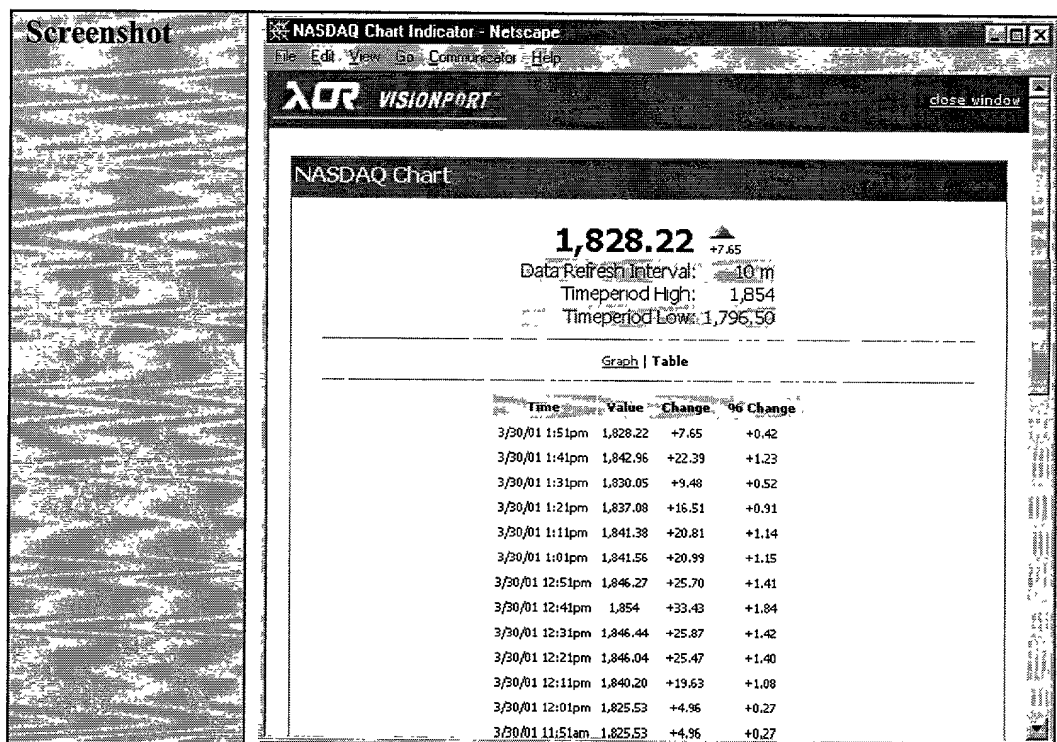 Screenshot
NASDAQ Chart Indicator - Netscape
File Edit View Go Communicator Help
VISIONPORT
close window
NASDAQ Chart
1,828.22 +7.65
Data Refresh Interval: 10 m
Timeperiod High: 1,854
Timeperiod Low: 1,796.50
Graph | Table
Time Value Change % Change
3/30/01 1:51pm 1,828.22 +7.65 +0.42
3/30/01 1:41pm 1,842.96 +22.39 +1.23
3/30/01 1:31pm 1,830.05 +9.48 +0.52
3/30/01 1:21pm 1,837.08 +16.51 +0.91
3/30/01 1:11pm 1,841.38 +20.81 +1.14
3/30/01 1:01pm 1,841.56 +20.99 +1.15
3/30/01 12:51pm 1,846.27 +25.70 +1.41
3/30/01 12:41pm 1,854 +33.43 +1.84
3/30/01 12:31pm 1,846.44 +25.87 +1.42
3/30/01 12:21pm 1,846.04 +25.47 +1.40
3/30/01 12:11pm 1,840.20 +19.63 +1.08
3/30/01 12:01pm 1,825.53 +4.96 +0.27
3/30/01 11:51am 1,825.53 +4.96 +0.27